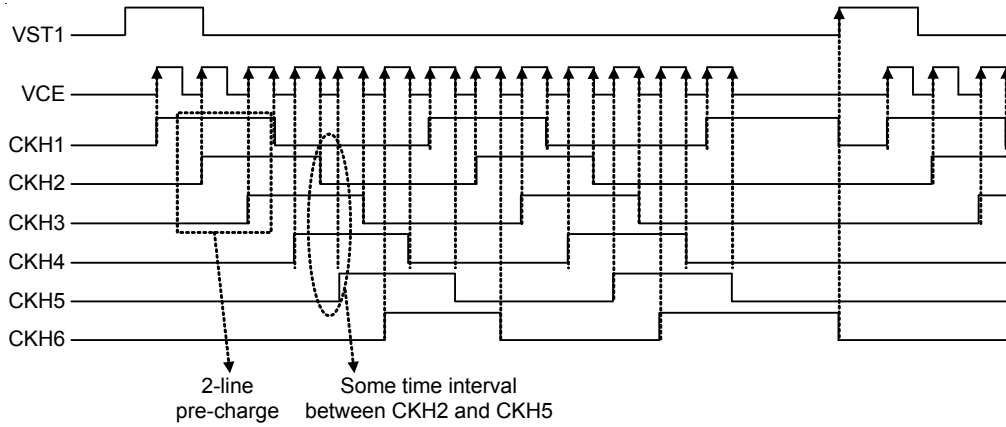 VST1
VCE
CKH1
CKH2
CKH3
CKH4
CKH5
CKH6
2-line
pre-charge
Some time interval
between CKH2 and CKH5